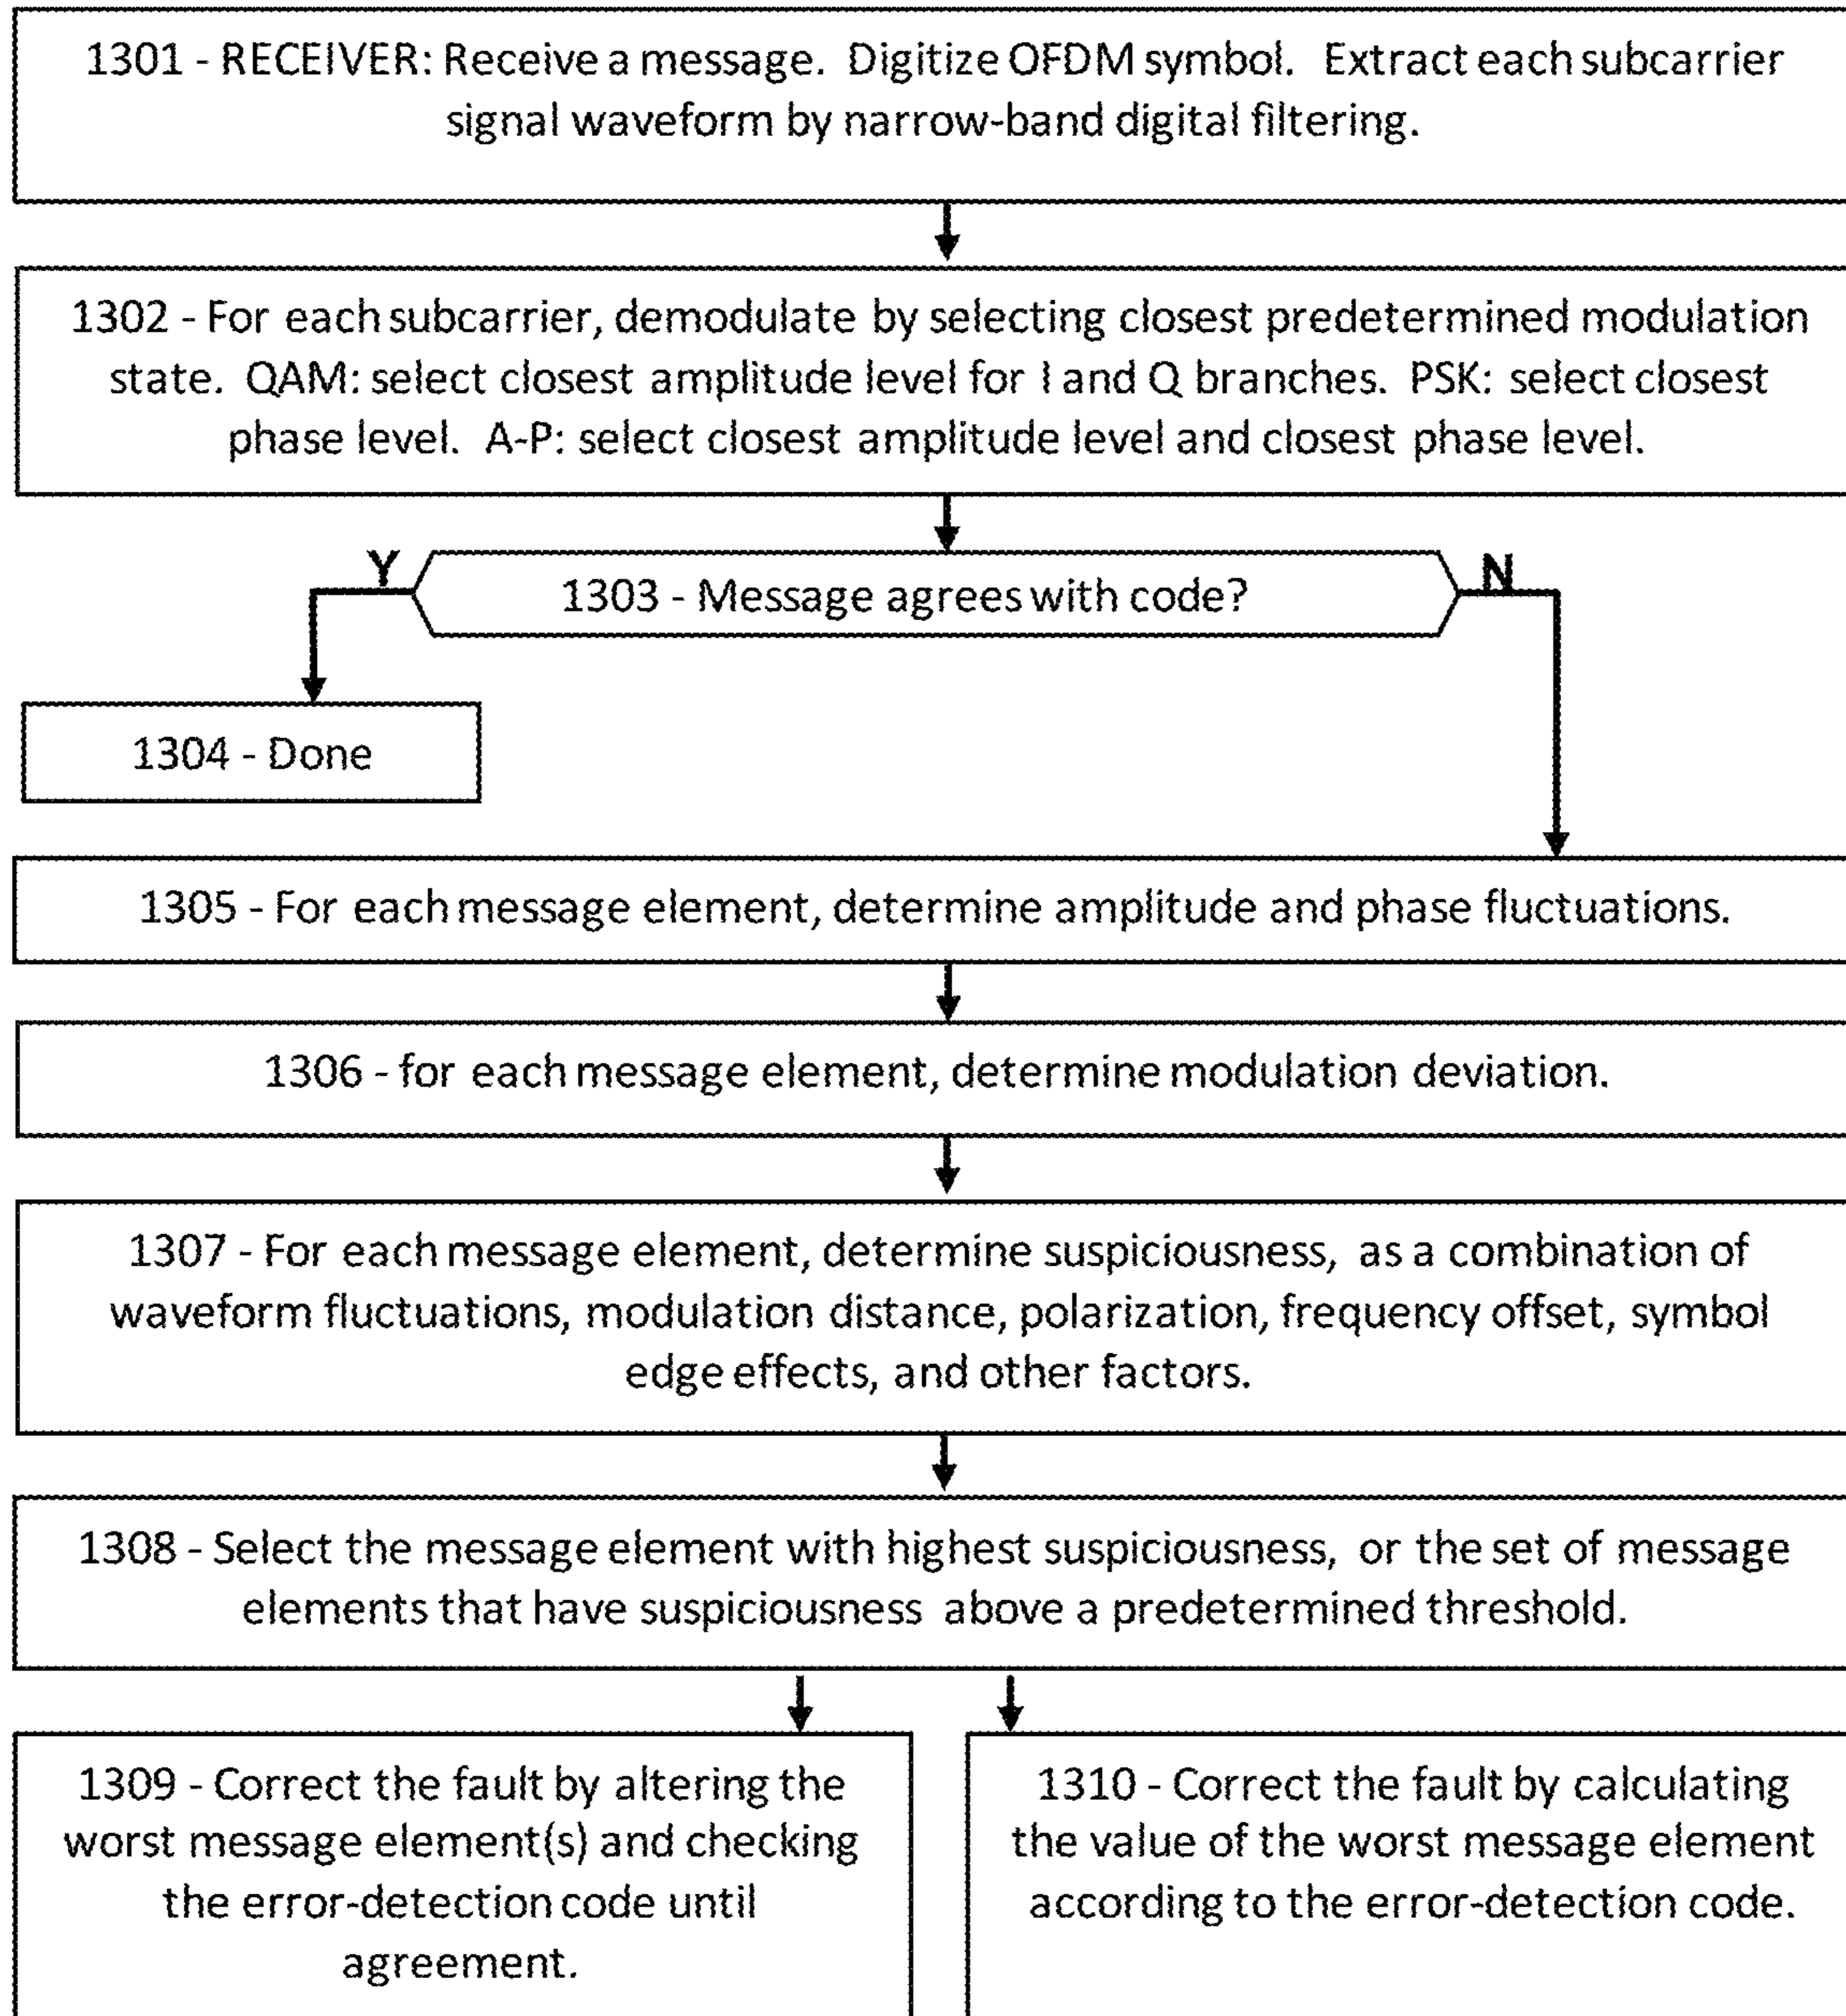 1301 - RECEIVER: Receive a message. Digitize OFDM symbol. Extract each subcarrier
signal waveform by narrow-band digital filtering.
1302 - For each subcarrier, demodulate by selecting closest predetermined modulation
state. QAM: select closest amplitude level for I and Q branches. PSK: select closest
phase level. A-P: select closest amplitude level and closest phase level.
Y
1303 - Message agrees with code?
N
1304 - Done
1305 - For each message element, determine amplitude and phase fluctuations.
1306 - for each message element, determine modulation deviation.
1307 - For each message element, determine suspiciousness, as a combination of
waveform fluctuations, modulation distance, polarization, frequency offset, symbol
edge effects, and other factors.
1308 - Select the message element with highest suspiciousness, or the set of message
elements that have suspiciousness above a predetermined threshold.
1309 - Correct the fault by altering the
worst message element(s) and checking
the error-detection code until
agreement.
1310 - Correct the fault by calculating
the value of the worst message element
according to the error-detection code.